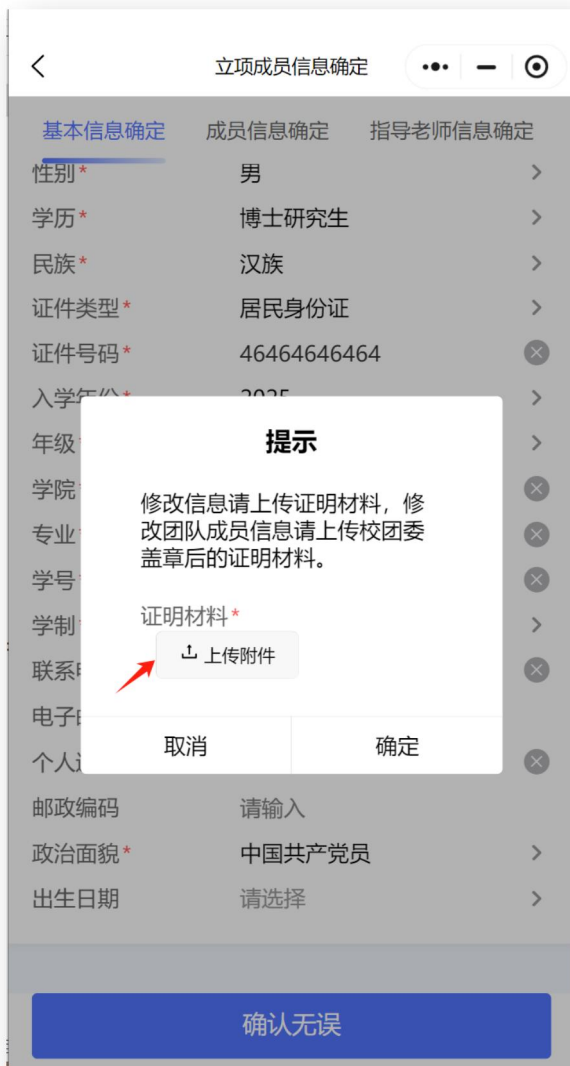 立项成员信息确定
基本信息确定 成员信息确定 指导老师信息确定
性别* 男
学历* 博士研究生
民族* 汉族
证件类型* 居民身份证
证件号码* 46464646464
入学年份* 2025
年级
学院
专业
学号
学制
联系
电子
个人
提示
修改信息请上传证明材料，修
改团队成员信息请上传校团委
盖章后的证明材料。
证明材料*
上传附件
取消 确定
邮政编码 请输入
政治面貌* 中国共产党员
出生日期 请选择
确认无误